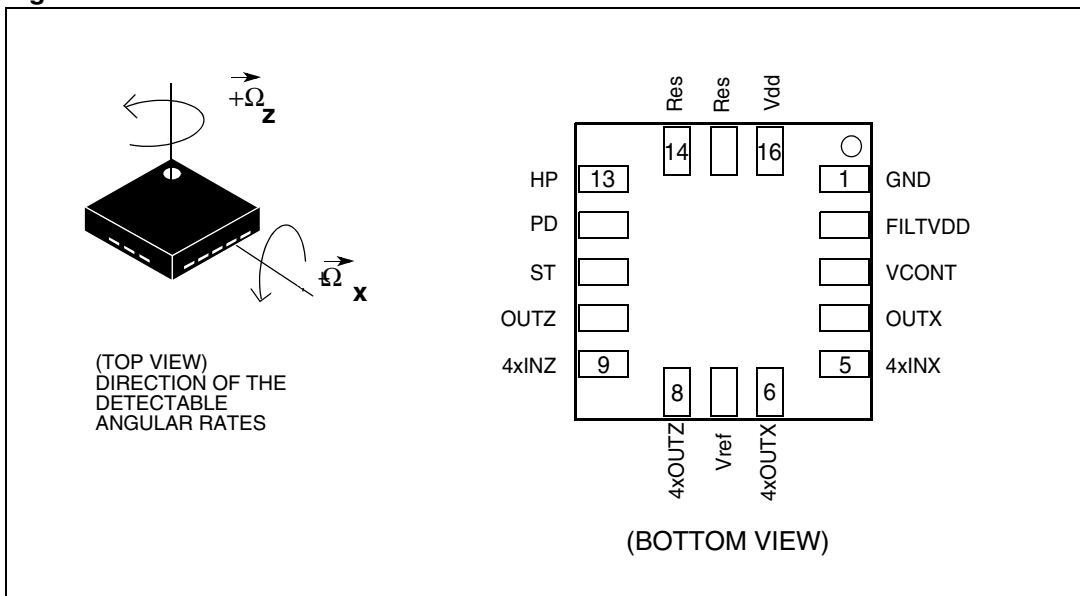 +Ω z
+Ω x
(TOP VIEW)
DIRECTION OF THE
DETECTABLE
ANGULAR RATES
Res Res Vdd
14 16
HP 13 1 GND
PD FILTVDD
ST VCONT
OUTZ OUTX
4xINZ 9 5 4xINX
8 6
4xOUTZ Vref 4xOUTX
(BOTTOM VIEW)